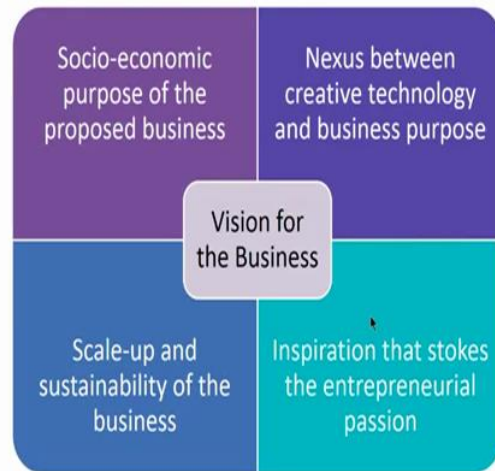 Socio-economic
purpose of the
proposed business
Nexus between
creative technology
and business purpose
Vision for
the Business
Scale-up and
sustainability of the
business
Inspiration that stokes
the entrepreneurial
passion